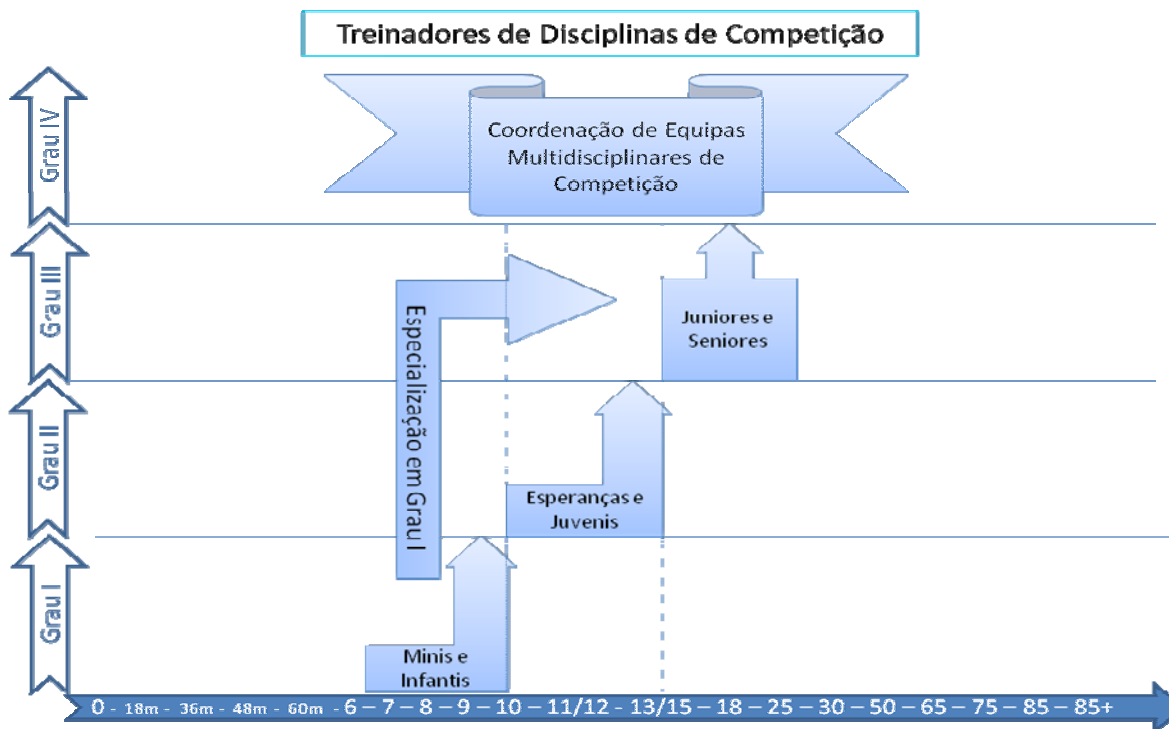 Treinadores de Disciplinas de Competição
Grau IV
Coordenação de Equipas
Multidisciplinares de
Competição
Grau III
Especialização em Grau I
Juniores e
Seniores
Grau II
Esperanças e
Juvenis
Grau I
Minis e
Infantis
0 - 18m - 36m - 48m - 60m - 6 – 7 – 8 – 9 – 10 – 11/12 - 13/15 – 18 – 25 – 30 – 50 – 65 – 75 – 85 – 85+